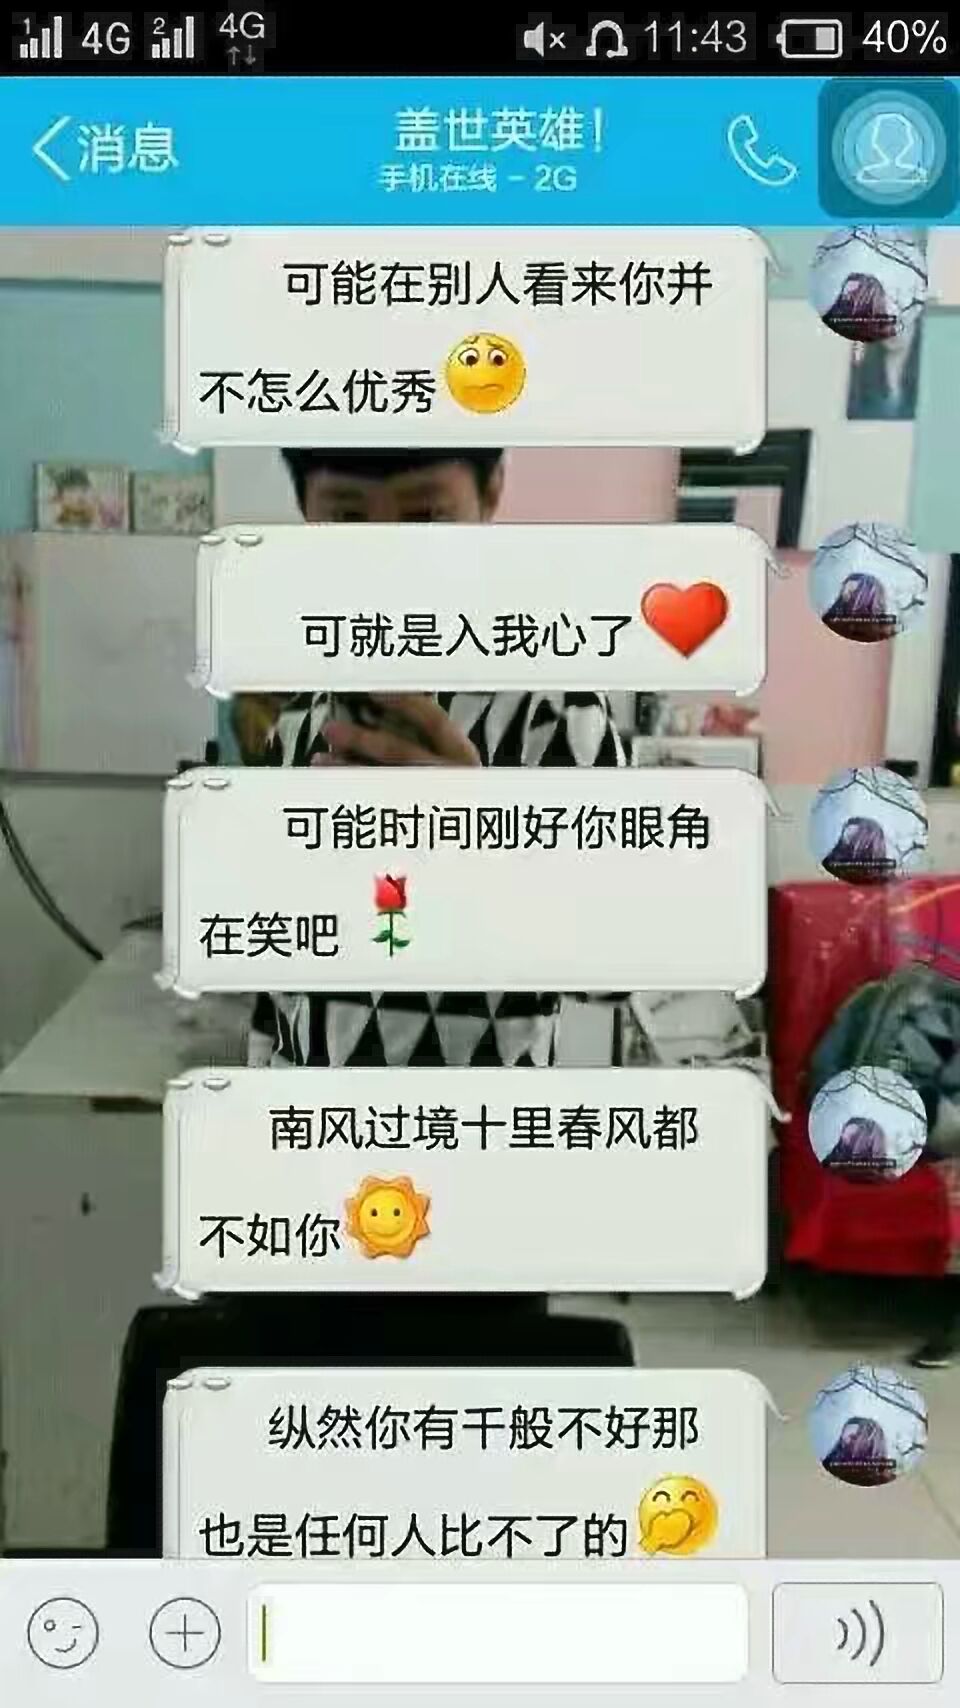 1 4G 2 4G 11:43 40%
消息
盖世英雄！
手机在线 - 2G
可能在别人看来你并
不怎么优秀
可就是入我心了
可能时间刚好你眼角
在笑吧
南风过境十里春风都
不如你
纵然你有千般不好那
也是任何人比不了的